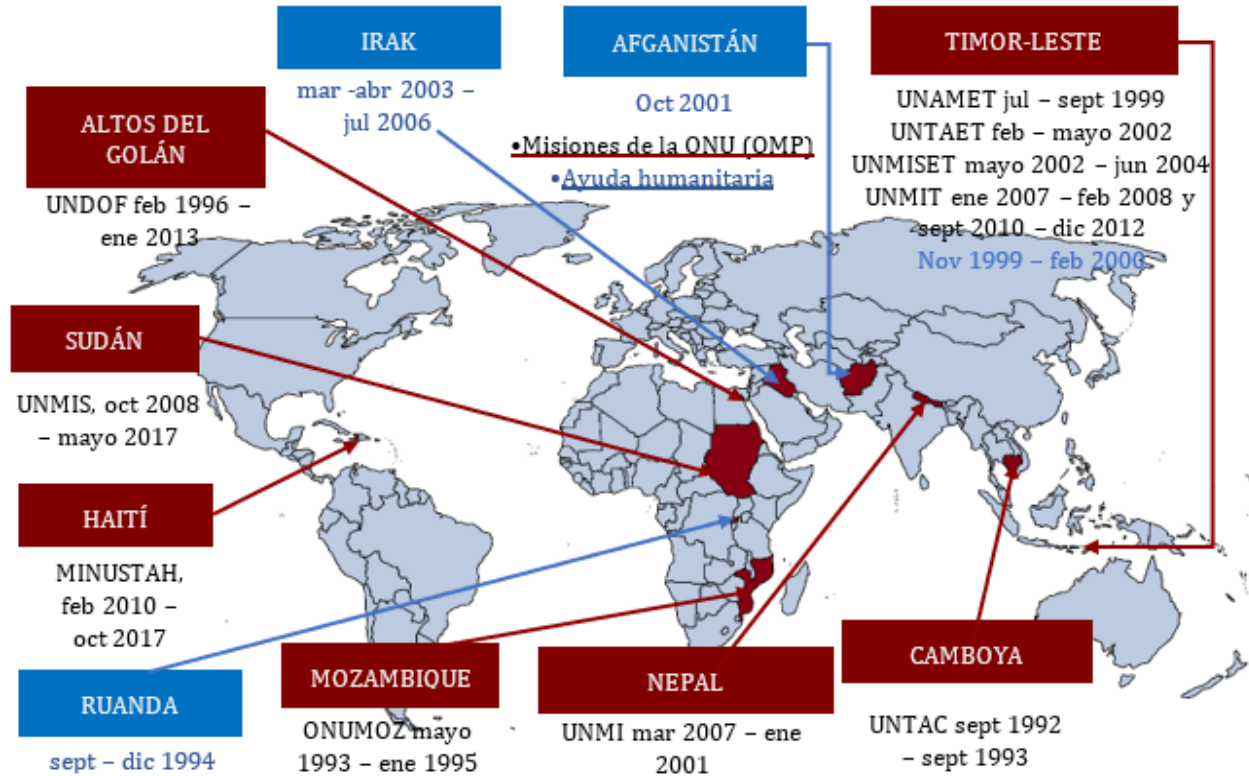 IRAK
mar -abr 2003 –
jul 2006
AFGANISTÁN
Oct 2001
•Misiones de la ONU (OMP)
•Ayuda humanitaria
TIMOR-LESTE
UNAMET jul – sept 1999
UNTAET feb – mayo 2002
UNMISET mayo 2002 – jun 2004
UNMIT ene 2007 – feb 2008 y
sept 2010 – dic 2012
Nov 1999 – feb 2000
ALTOS DEL
GOLÁN
UNDOF feb 1996 –
ene 2013
SUDÁN
UNMIS, oct 2008
– mayo 2017
HAITÍ
MINUSTAH,
feb 2010 –
oct 2017
RUANDA
sept – dic 1994
MOZAMBIQUE
ONUMOZ mayo
1993 – ene 1995
NEPAL
UNMI mar 2007 – ene
2001
CAMBOYA
UNTAC sept 1992
– sept 1993